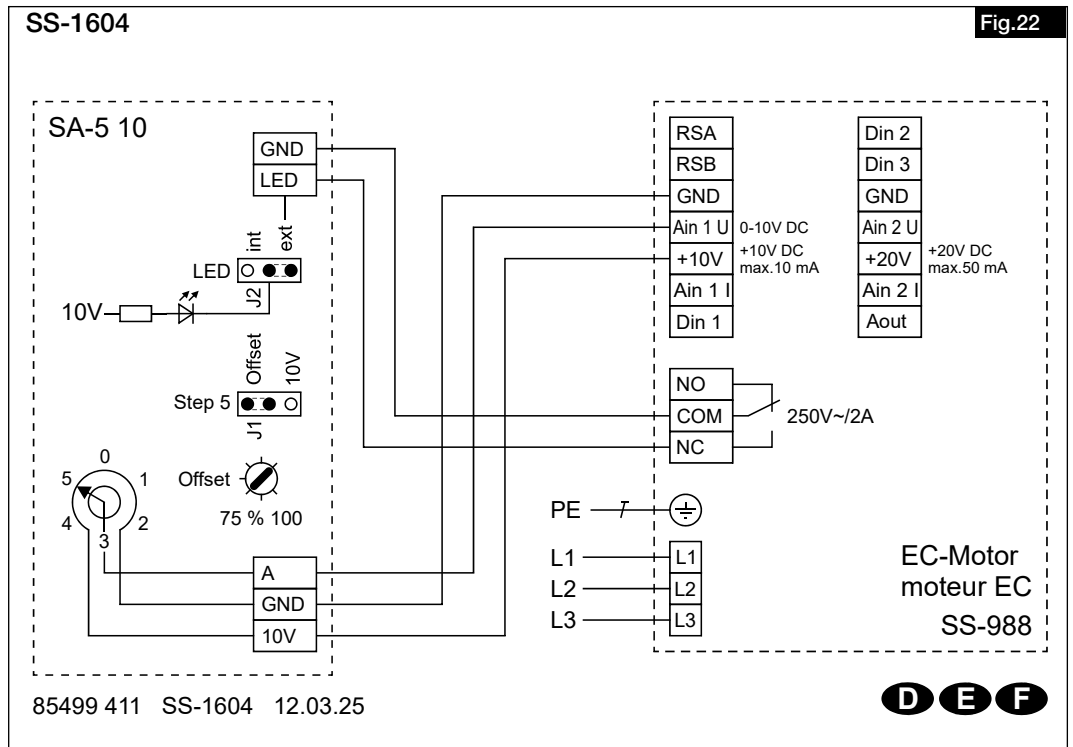 SS-1604
Fig.22
SA-5 10
GND
LED
int
ext
LED
J2
10V
Offset
10V
Step 5
J1
Offset
75 % 100
0
1
2
3
4
5
A
GND
10V
RSA
RSB
GND
Ain 1 U 0-10V DC
+10V +10V DC
max.10 mA
Ain 1 I
Din 1
Din 2
Din 3
GND
Ain 2 U
+20V +20V DC
max.50 mA
Ain 2 I
Aout
NO
COM
NC
250V~/2A
PE
L1 L1
L2 L2
L3 L3
EC-Motor
moteur EC
SS-988
85499 411 SS-1604 12.03.25
D E F